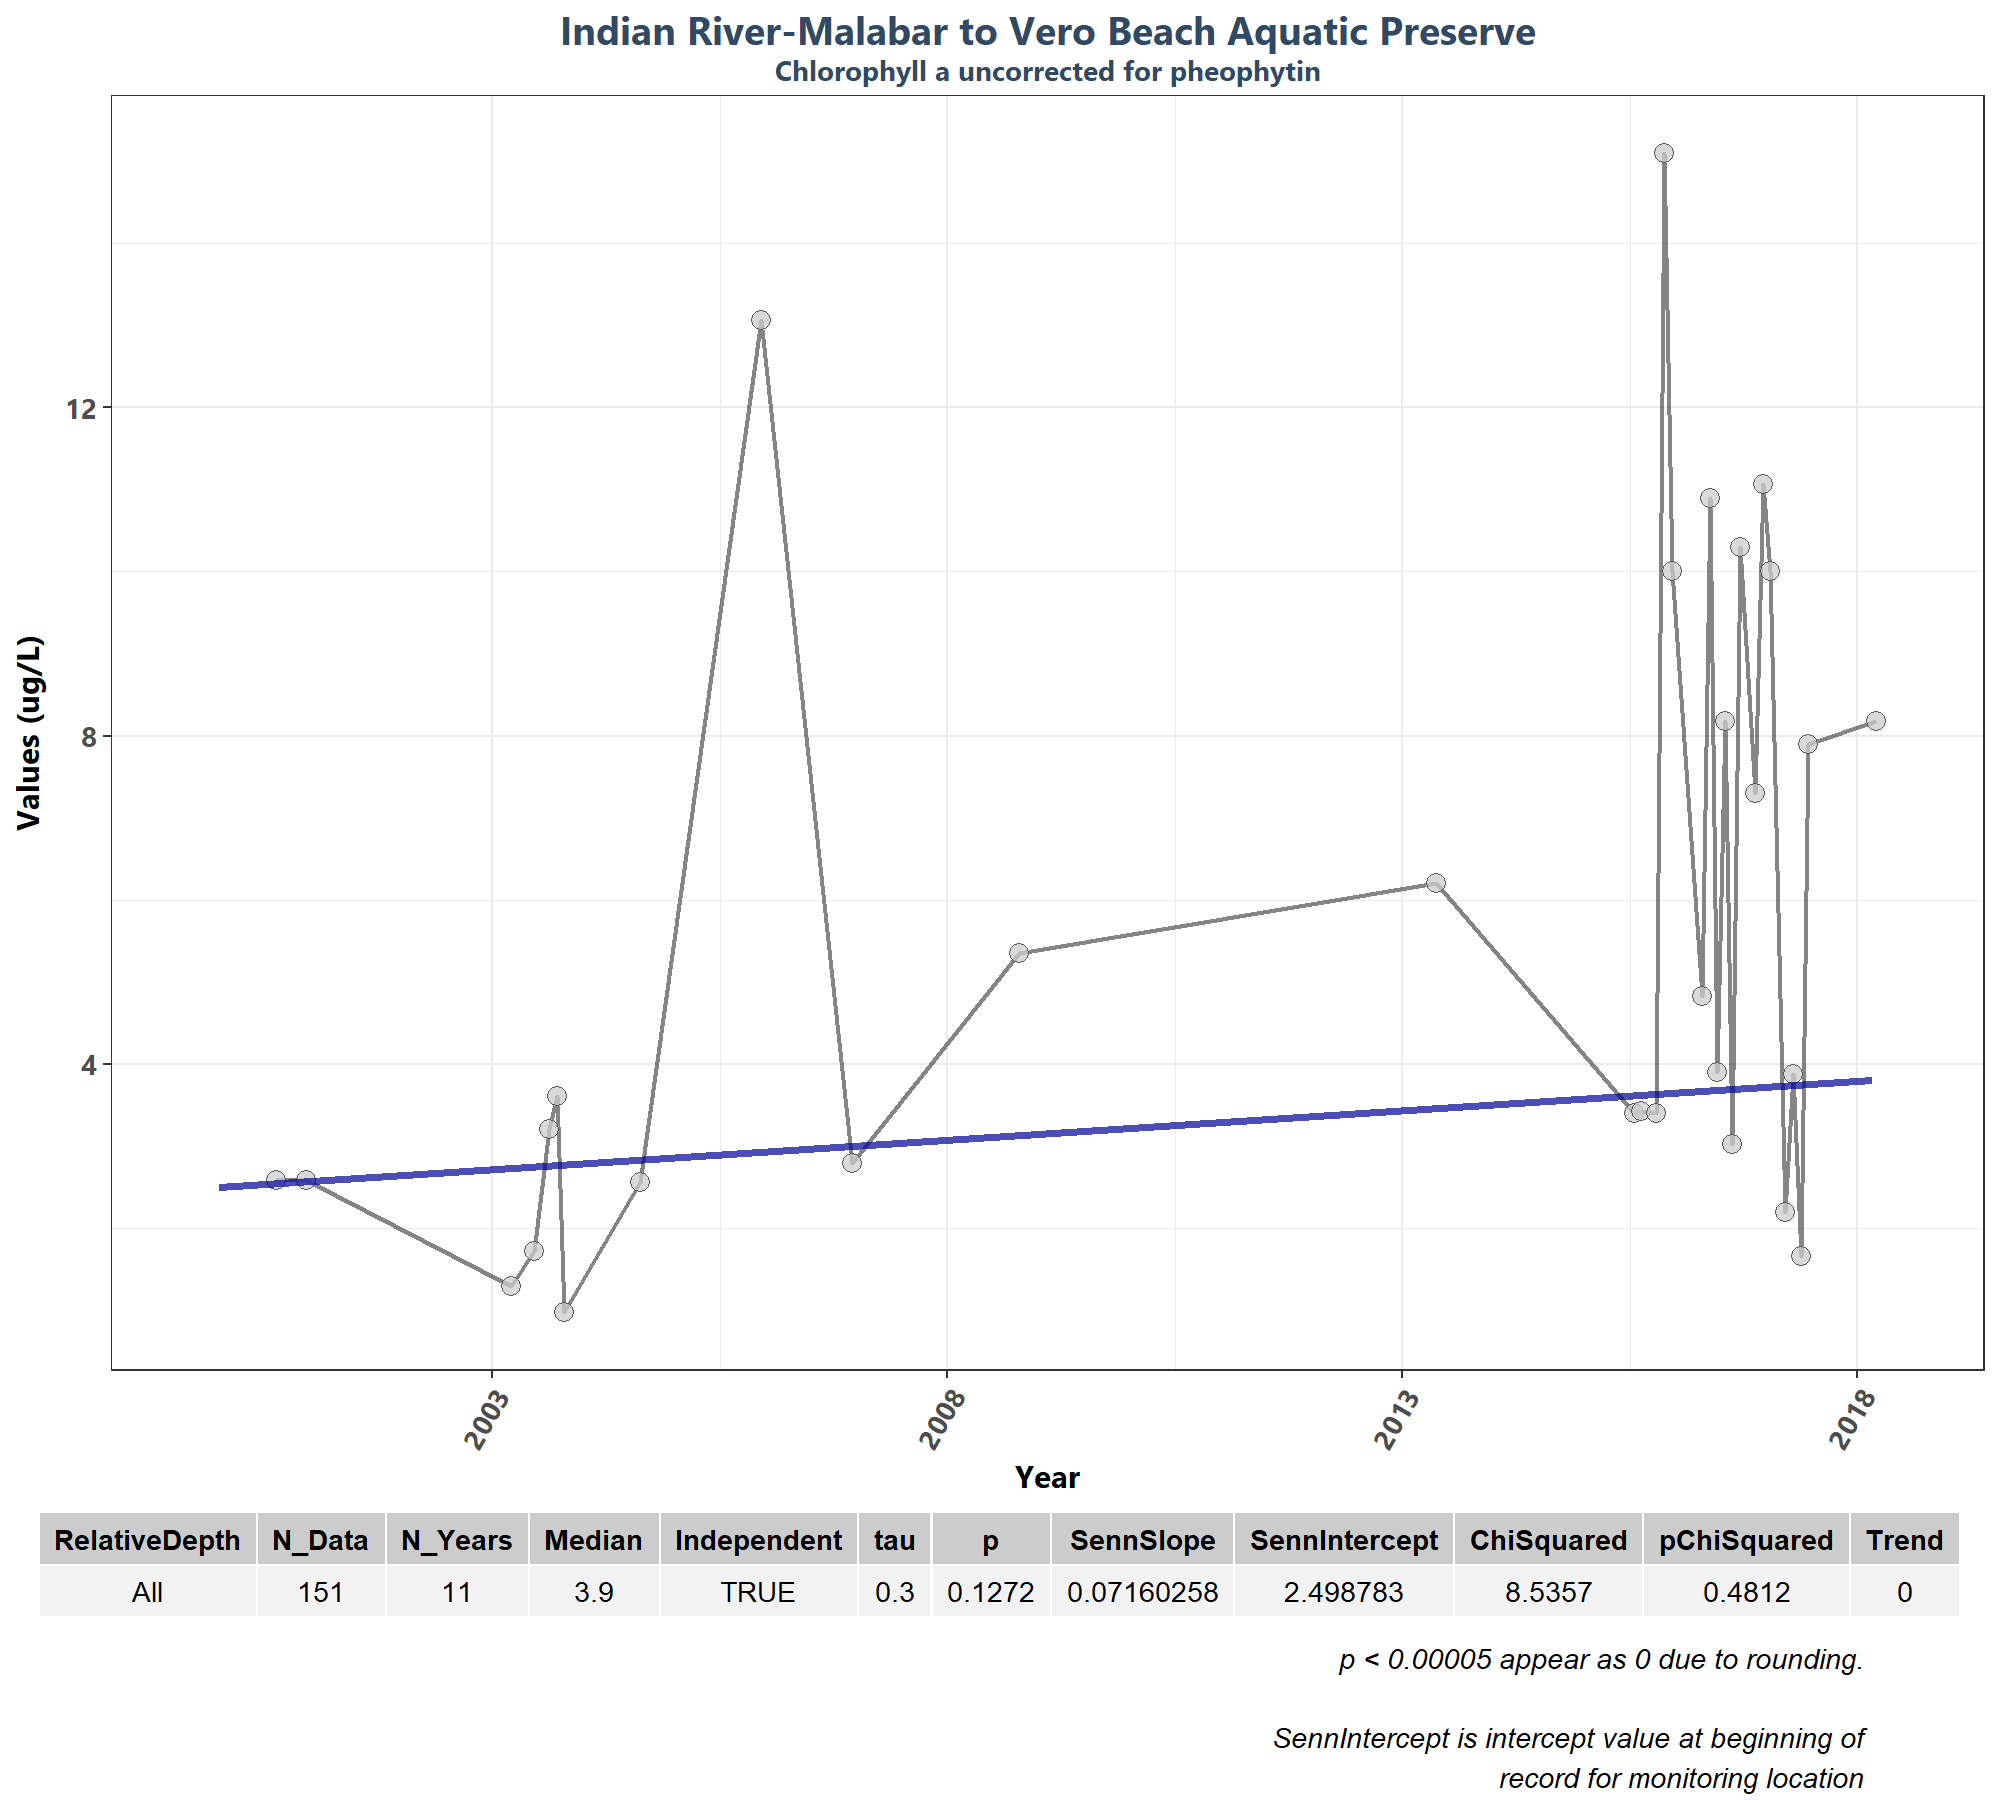 Indian River-Malabar to Vero Beach Aquatic Preserve
Chlorophyll a uncorrected for pheophytin
Values (ug/L)
12
8
4
2003
2008
2013
2018
Year
RelativeDepth N_Data N_Years Median Independent tau p SennSlope SennIntercept ChiSquared pChiSquared Trend
All 151 11 3.9 TRUE 0.3 0.1272 0.07160258 2.498783 8.5357 0.4812 0
p < 0.00005 appear as 0 due to rounding.
SennIntercept is intercept value at beginning of
record for monitoring location